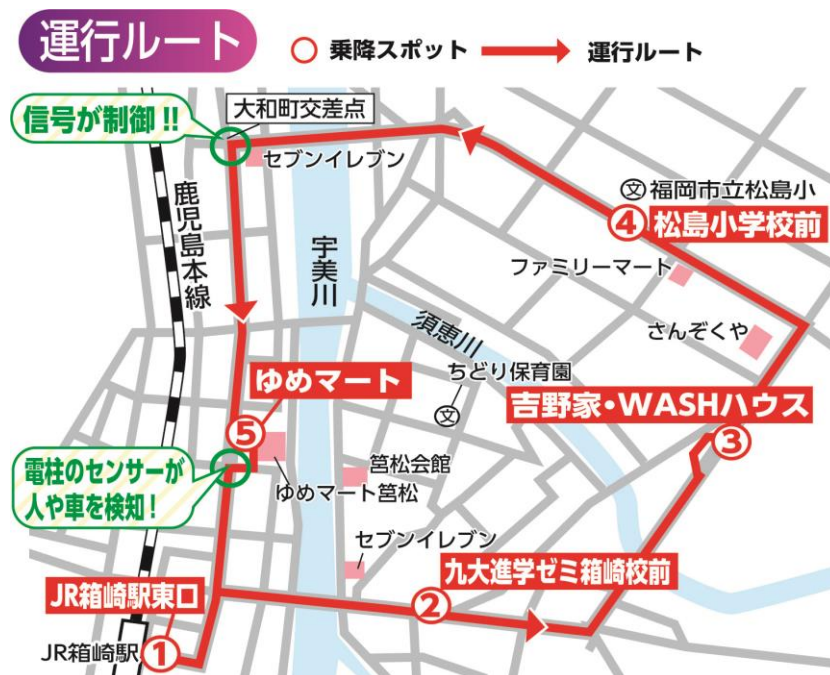 運行ルート
乗降スポット
運行ルート
信号が制御!!
大和町交差点
セブンイレブン
鹿児島本線
宇美川
須恵川
文 福岡市立松島小
④ 松島小学校前
ファミリーマート
さんぞくや
ゆめマート
⑤
ちどり保育園
文
吉野家・WASHハウス
③
電柱のセンサーが
人や車を検知!
ゆめマート筥松
筥松会館
セブンイレブン
九大進学ゼミ箱崎校前
②
JR箱崎駅東口
JR箱崎駅
①